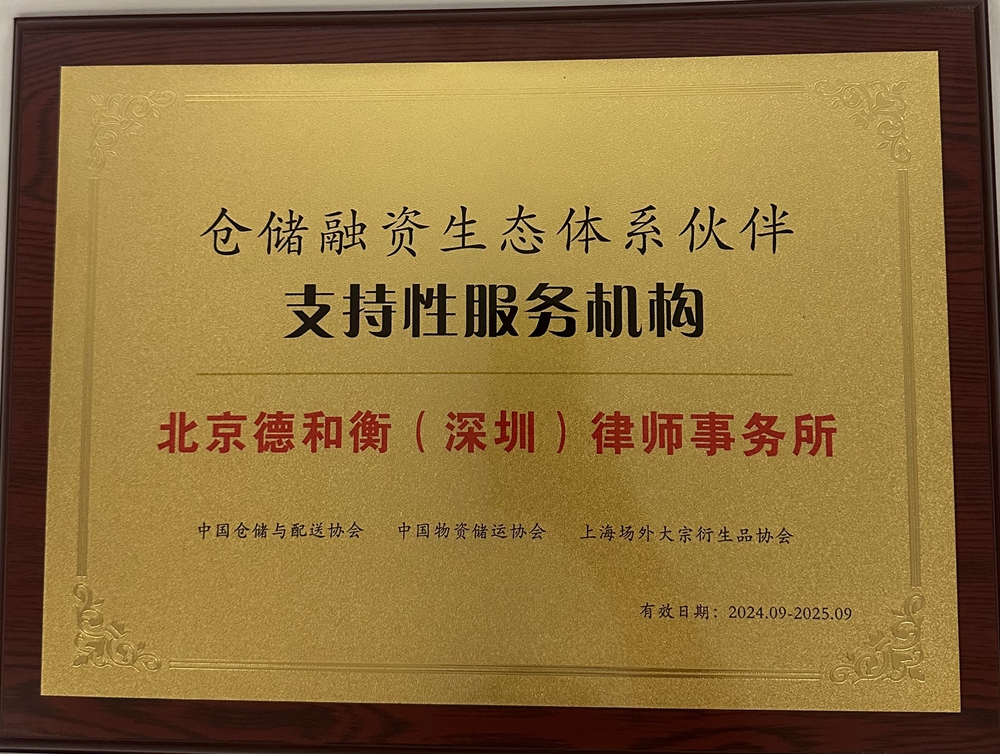 仓储融资生态体系伙伴
支持性服务机构
北京德和衡（深圳）律师事务所
中国仓储与配送协会 中国物资储运协会 上海场外大宗衍生品协会
有效日期：2024.09-2025.09